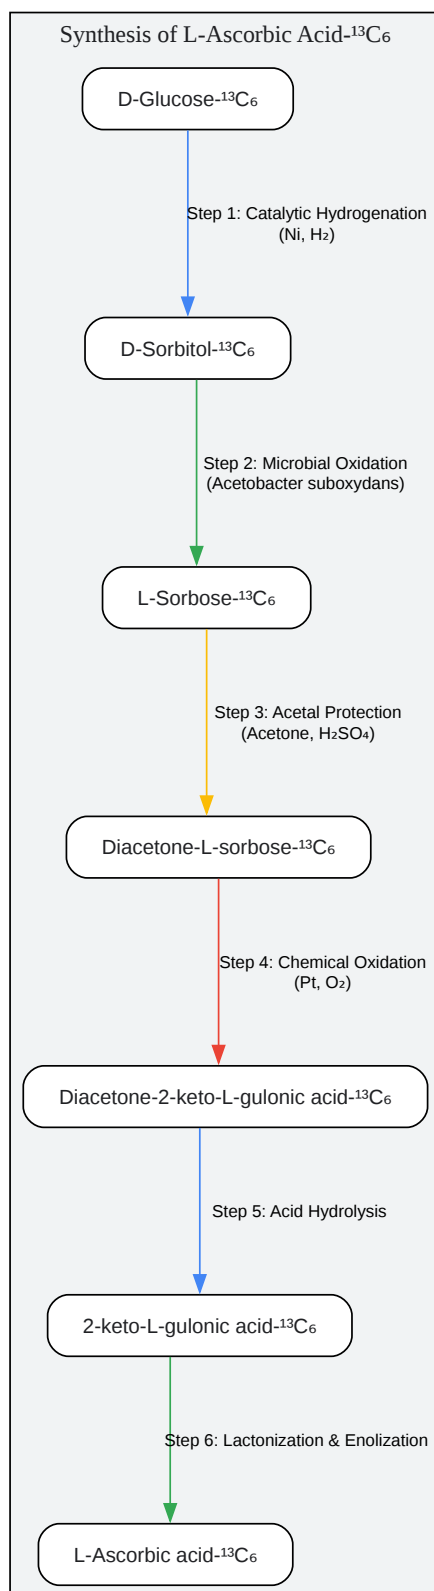 Synthesis of L-Ascorbic Acid-¹³C₆
D-Glucose-¹³C₆
Step 1: Catalytic Hydrogenation
(Ni, H₂)
D-Sorbitol-¹³C₆
Step 2: Microbial Oxidation
(Acetobacter suboxydans)
L-Sorbose-¹³C₆
Step 3: Acetal Protection
(Acetone, H₂SO₄)
Diacetone-L-sorbose-¹³C₆
Step 4: Chemical Oxidation
(Pt, O₂)
Diacetone-2-keto-L-gulonic acid-¹³C₆
Step 5: Acid Hydrolysis
2-keto-L-gulonic acid-¹³C₆
Step 6: Lactonization & Enolization
L-Ascorbic acid-¹³C₆